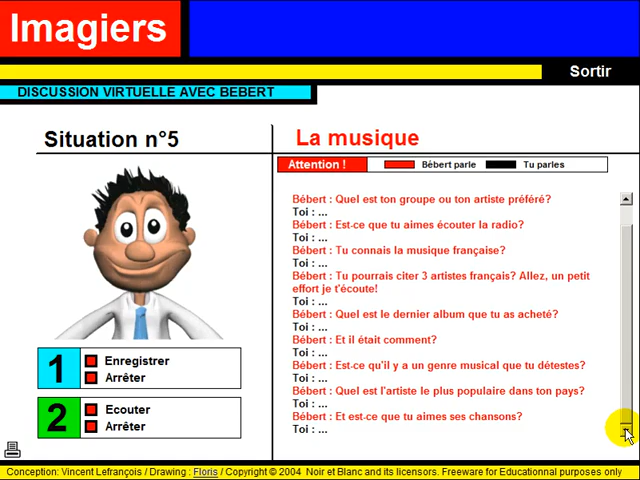 Imagiers
Sortir
DISCUSSION VIRTUELLE AVEC BEBERT
Situation n°5
La musique
Attention !
Bébert parle
Tu parles
Bébert : Quel est ton groupe ou ton artiste préféré?
Toi : ...
Bébert : Est-ce que tu aimes écouter la radio?
Toi : ...
Bébert : Tu connais la musique française?
Toi : ...
Bébert : Tu pourrais citer 3 artistes français? Allez, un petit
effort je t'écoute!
Toi : ...
Bébert : Quel est le dernier album que tu as acheté?
Toi : ...
Bébert : Et il était comment?
Toi : ...
Bébert : Est-ce qu'il y a un genre musical que tu détestes?
Toi : ...
Bébert : Quel est l'artiste le plus populaire dans ton pays?
Toi : ...
Bébert : Et est-ce que tu aimes ses chansons?
Toi : ...
1
Enregistrer
Arrêter
2
Ecouter
Arrêter
Conception: Vincent Lefrançois / Drawing : Floris / Copyright © 2004 Noir et Blanc and its licensors. Freeware for Educationnal purposes only